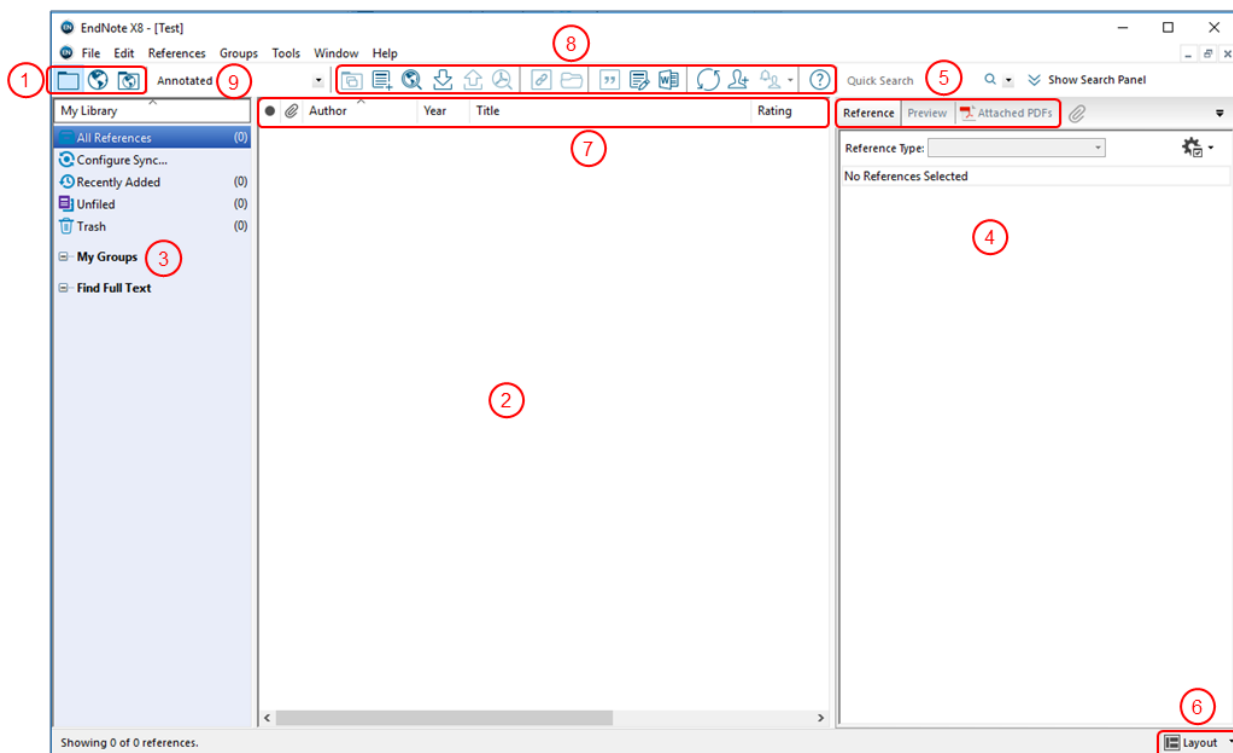 EndNote X8 - [Test]
File Edit References Groups Tools Window Help
8
1
Annotated
9
Quick Search
5
Show Search Panel
My Library
Author Year Title Rating
Reference Preview Attached PDFs
All References (0)
Configure Sync...
Recently Added (0)
Unfiled (0)
Trash (0)
My Groups
3
Find Full Text
7
2
Reference Type:
No References Selected
4
6
Showing 0 of 0 references.
Layout